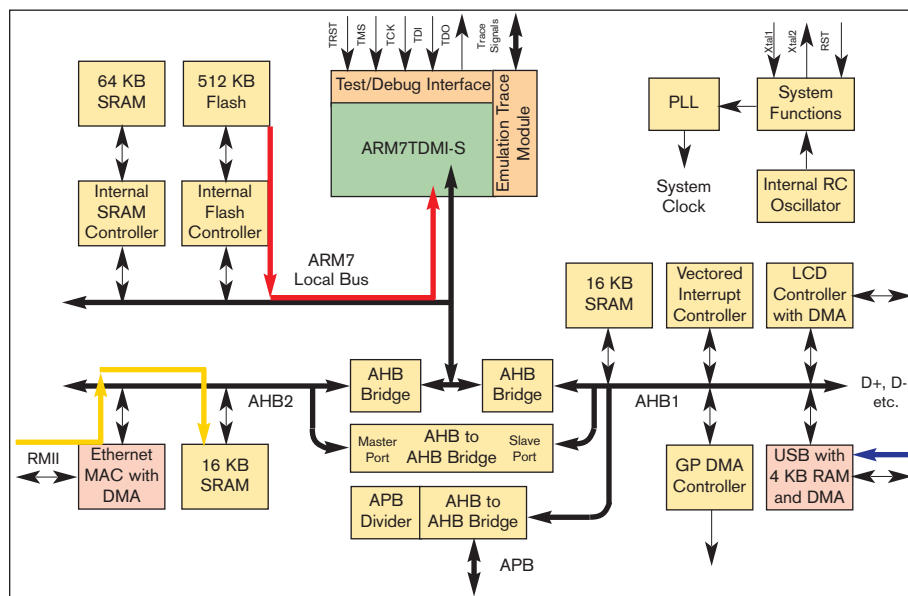 TRST
TMS
TCK
TDI
TDO
Trace
Signals
Xtal1
Xtal2
RST
64 KB
SRAM
512 KB
Flash
Test/Debug Interface
ARM7TDMI-S
Emulation Trace
Module
PLL
System
Functions
Internal
SRAM
Controller
Internal
Flash
Controller
System
Clock
Internal RC
Oscillator
ARM7
Local Bus
16 KB
SRAM
Vectored
Interrupt
Controller
LCD
Controller
with DMA
AHB2
AHB
Bridge
AHB
Bridge
AHB1
D+, D-
etc.
RMII
Ethernet
MAC with
DMA
16 KB
SRAM
Master
Port
AHB to
AHB Bridge
Slave
Port
GP DMA
Controller
USB with
4 KB RAM
and DMA
APB
Divider
AHB to
AHB Bridge
APB